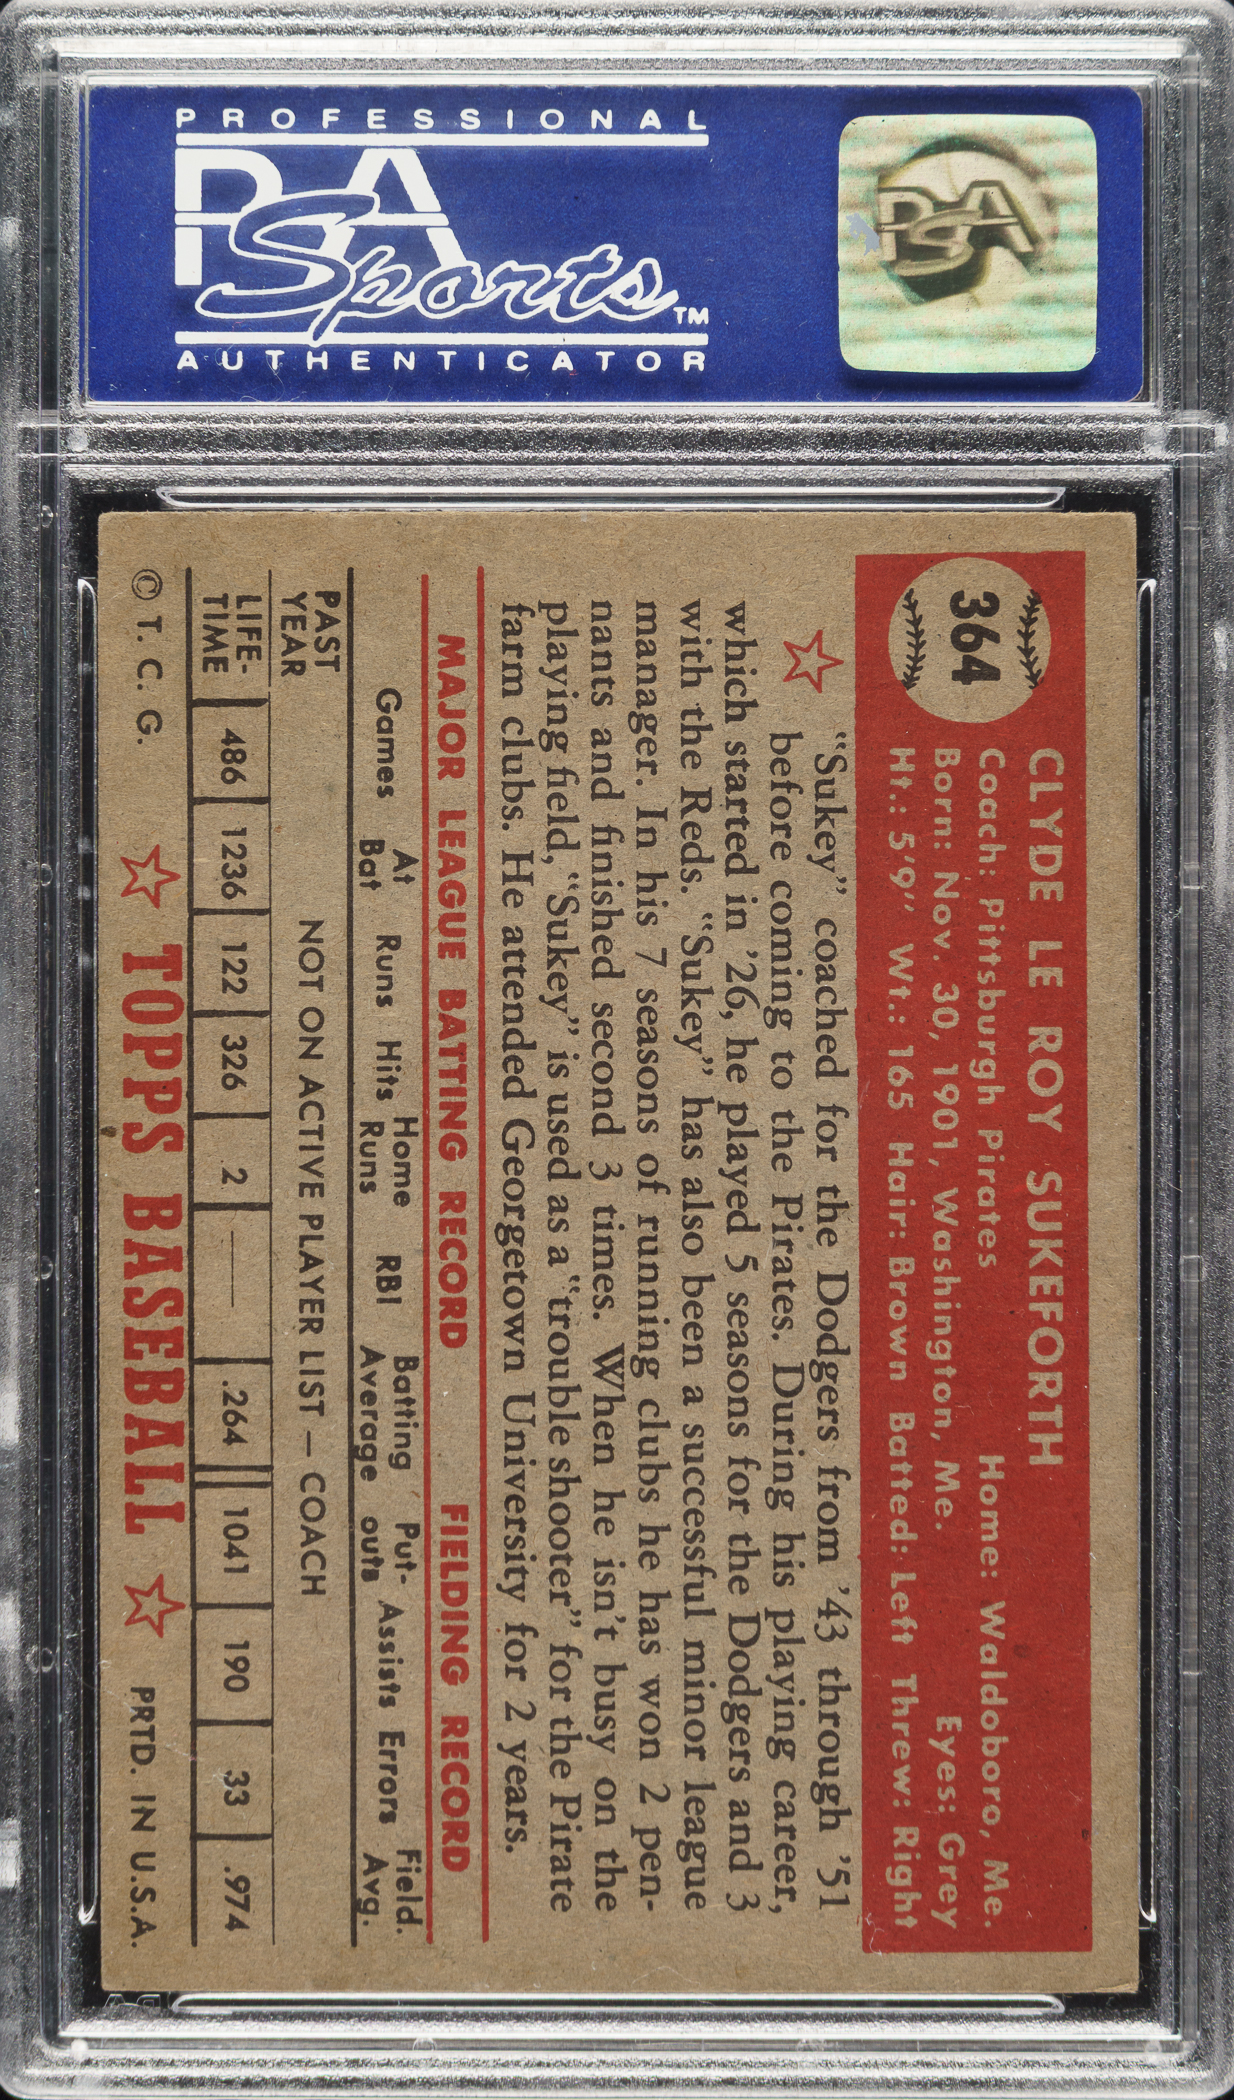 PROFESSIONAL
PSA
Sports™
AUTHENTICATOR
PSA
364
CLYDE LE ROY SUKEFORTH
Coach: Pittsburgh Pirates Home: Waldoboro, Me.
Born: Nov. 30, 1901, Washington, Me. Eyes: Grey
Ht.: 5'9'' Wt.: 165 Hair: Brown Batted: Left Threw: Right
“Sukey” coached for the Dodgers from ’43 through ’51
before coming to the Pirates. During his playing career,
which started in ’26, he played 5 seasons for the Dodgers and 3
with the Reds. “Sukey” has also been a successful minor league
manager. In his 7 seasons of running clubs he has won 2 pen-
nants and finished second 3 times. When he isn’t busy on the
playing field, “Sukey” is used as a “trouble shooter” for the Pirate
farm clubs. He attended Georgetown University for 2 years.
MAJOR LEAGUE BATTING RECORD FIELDING RECORD
Games At Bat Runs Hits Home Runs RBI Batting Average Put-outs Assists Errors Field. Avg.
PAST YEAR NOT ON ACTIVE PLAYER LIST — COACH
LIFE-TIME 486 1236 122 326 2 — .264 1041 190 33 .974
© T. C. G. TOPPS BASEBALL PRTD. IN U.S.A.